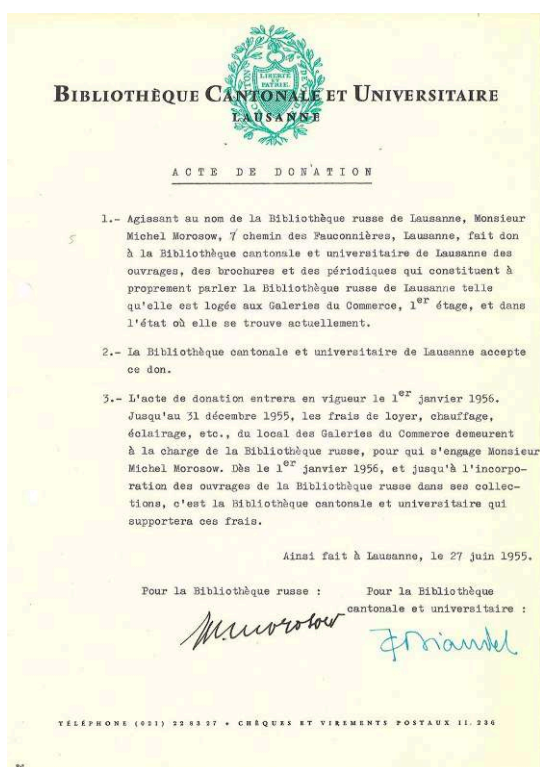 LIBERTÉ
ET
PATRIE.
BIBLIOTHÈQUE CANTONALE ET UNIVERSITAIRE
LAUSANNE
ACTE DE DONATION
1.- Agissant au nom de la Bibliothèque russe de Lausanne, Monsieur
5 Michel Morosow, 7 chemin des Fauconnières, Lausanne, fait don
à la Bibliothèque cantonale et universitaire de Lausanne des
ouvrages, des brochures et des périodiques qui constituent à
proprement parler la Bibliothèque russe de Lausanne telle
qu'elle est logée aux Galeries du Commerce, 1er étage, et dans
l'état où elle se trouve actuellement.
2.- La Bibliothèque cantonale et universitaire de Lausanne accepte
ce don.
3.- L'acte de donation entrera en vigueur le 1er janvier 1956.
Jusqu'au 31 décembre 1955, les frais de loyer, chauffage,
éclairage, etc., du local des Galeries du Commerce demeurent
à la charge de la Bibliothèque russe, pour qui s'engage Monsieur
Michel Morosow. Dès le 1er janvier 1956, et jusqu'à l'incorpo-
ration des ouvrages de la Bibliothèque russe dans ses collec-
tions, c'est la Bibliothèque cantonale et universitaire qui
supportera ces frais.
Ainsi fait à Lausanne, le 27 juin 1955.
Pour la Bibliothèque russe : Pour la Bibliothèque
cantonale et universitaire :
M. Morosow
TÉLÉPHONE (021) 22 83 27 • CHÈQUES ET VIREMENTS POSTAUX II. 236